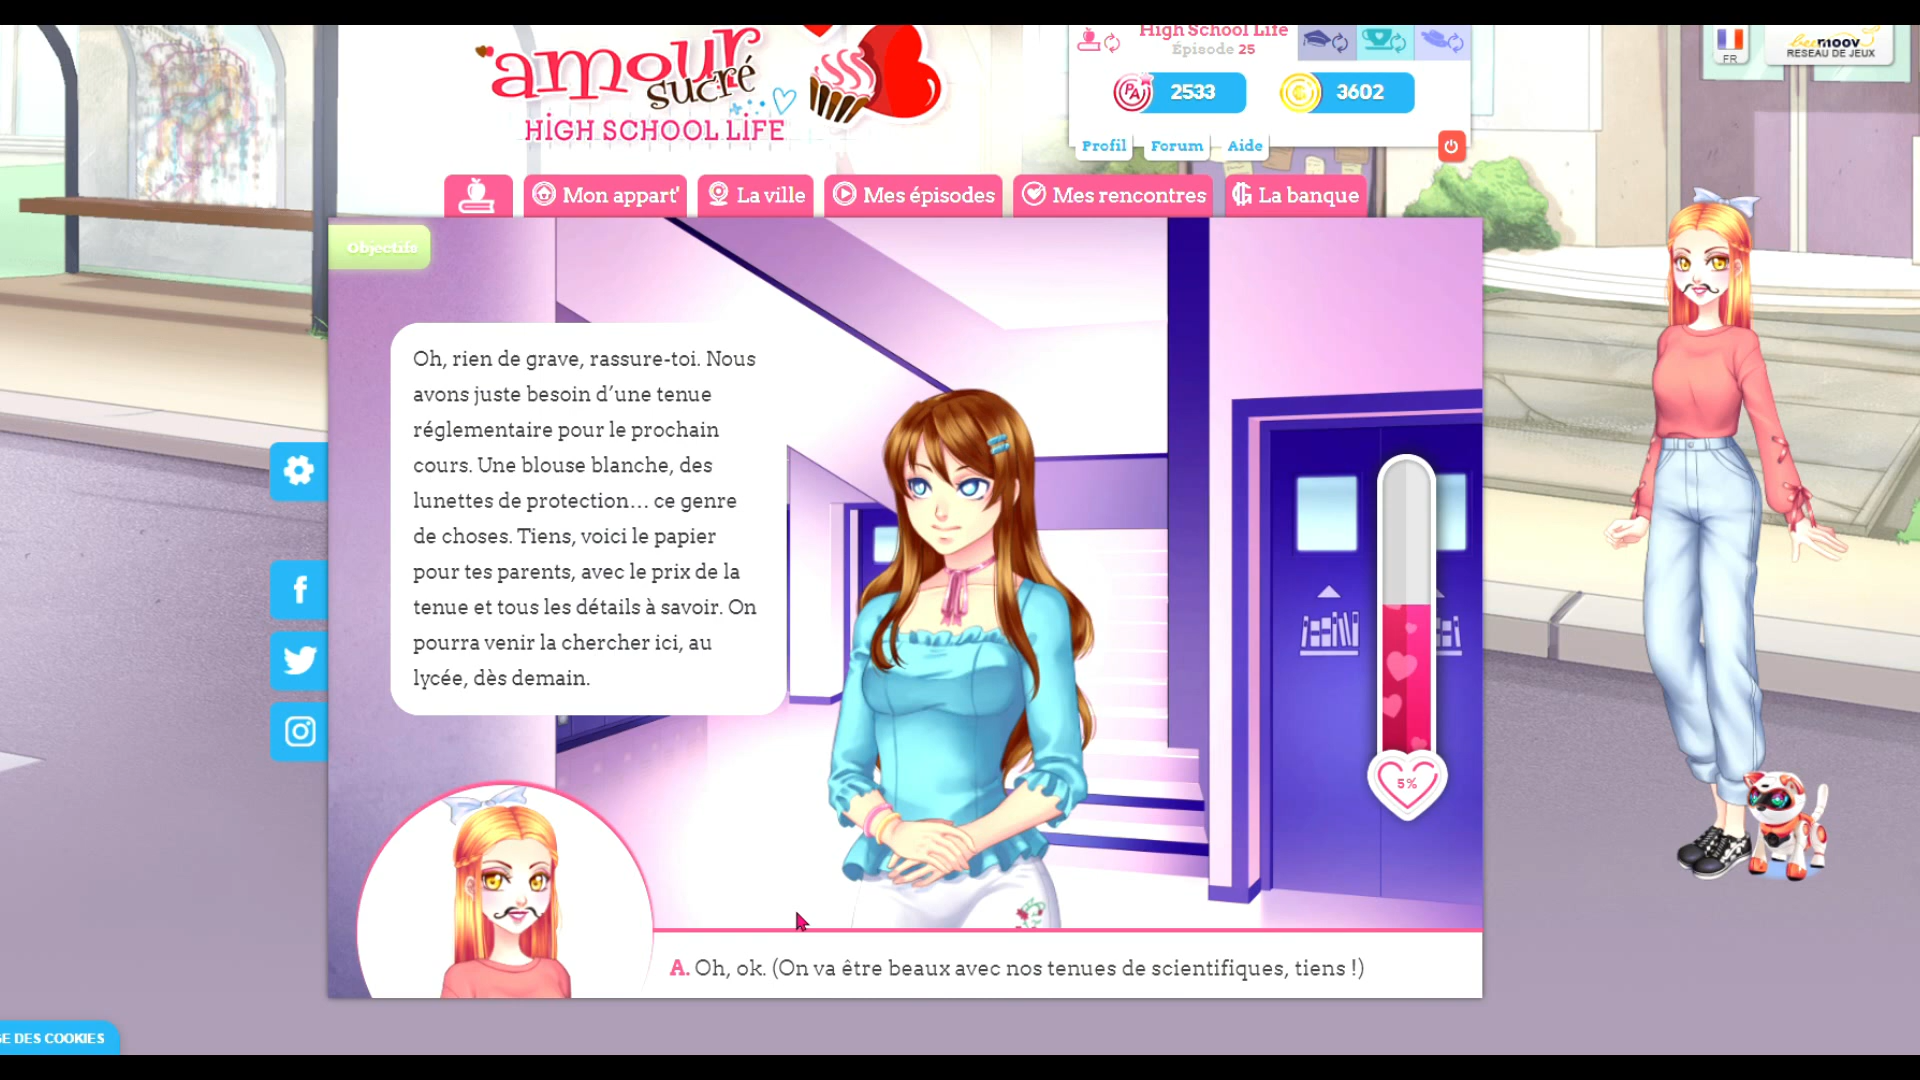 amour
sucré
HIGH SCHOOL LIFE
High School Life
Épisode 25
PA
2533
3602
Profil
Forum
Aide
FR
beemoov
RESEAU DE JEUX
Mon appart'
La ville
Mes épisodes
Mes rencontres
La banque
Objectifs
Oh, rien de grave, rassure-toi. Nous
avons juste besoin d’une tenue
réglementaire pour le prochain
cours. Une blouse blanche, des
lunettes de protection… ce genre
de choses. Tiens, voici le papier
pour tes parents, avec le prix de la
tenue et tous les détails à savoir. On
pourra venir la chercher ici, au
lycée, dès demain.
5%
A. Oh, ok. (On va être beaux avec nos tenues de scientifiques, tiens !)
DES COOKIES